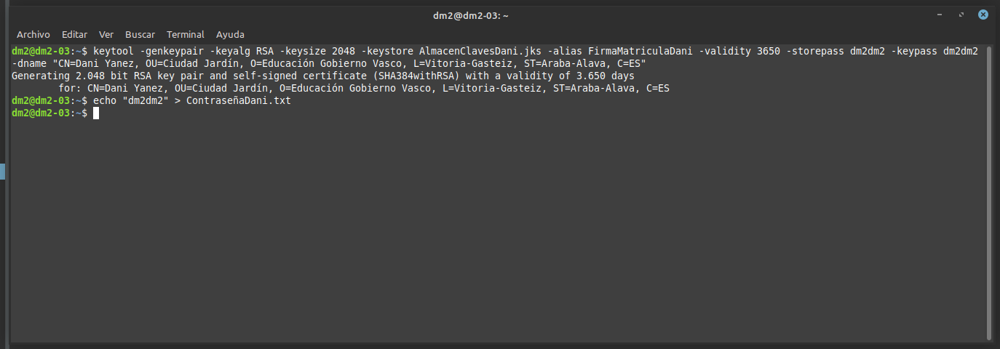 dm2@dm2-03: ~
Archivo Editar Ver Buscar Terminal Ayuda
dm2@dm2-03:~$ keytool -genkeypair -keyalg RSA -keysize 2048 -keystore AlmacenClavesDani.jks -alias FirmaMatriculaDani -validity 3650 -storepass dm2dm2 -keypass dm2dm2
-dname "CN=Dani Yanez, OU=Ciudad Jardín, O=Educación Gobierno Vasco, L=Vitoria-Gasteiz, ST=Araba-Alava, C=ES"
Generating 2.048 bit RSA key pair and self-signed certificate (SHA384withRSA) with a validity of 3.650 days
        for: CN=Dani Yanez, OU=Ciudad Jardín, O=Educación Gobierno Vasco, L=Vitoria-Gasteiz, ST=Araba-Alava, C=ES
dm2@dm2-03:~$ echo "dm2dm2" > ContraseñaDani.txt
dm2@dm2-03:~$